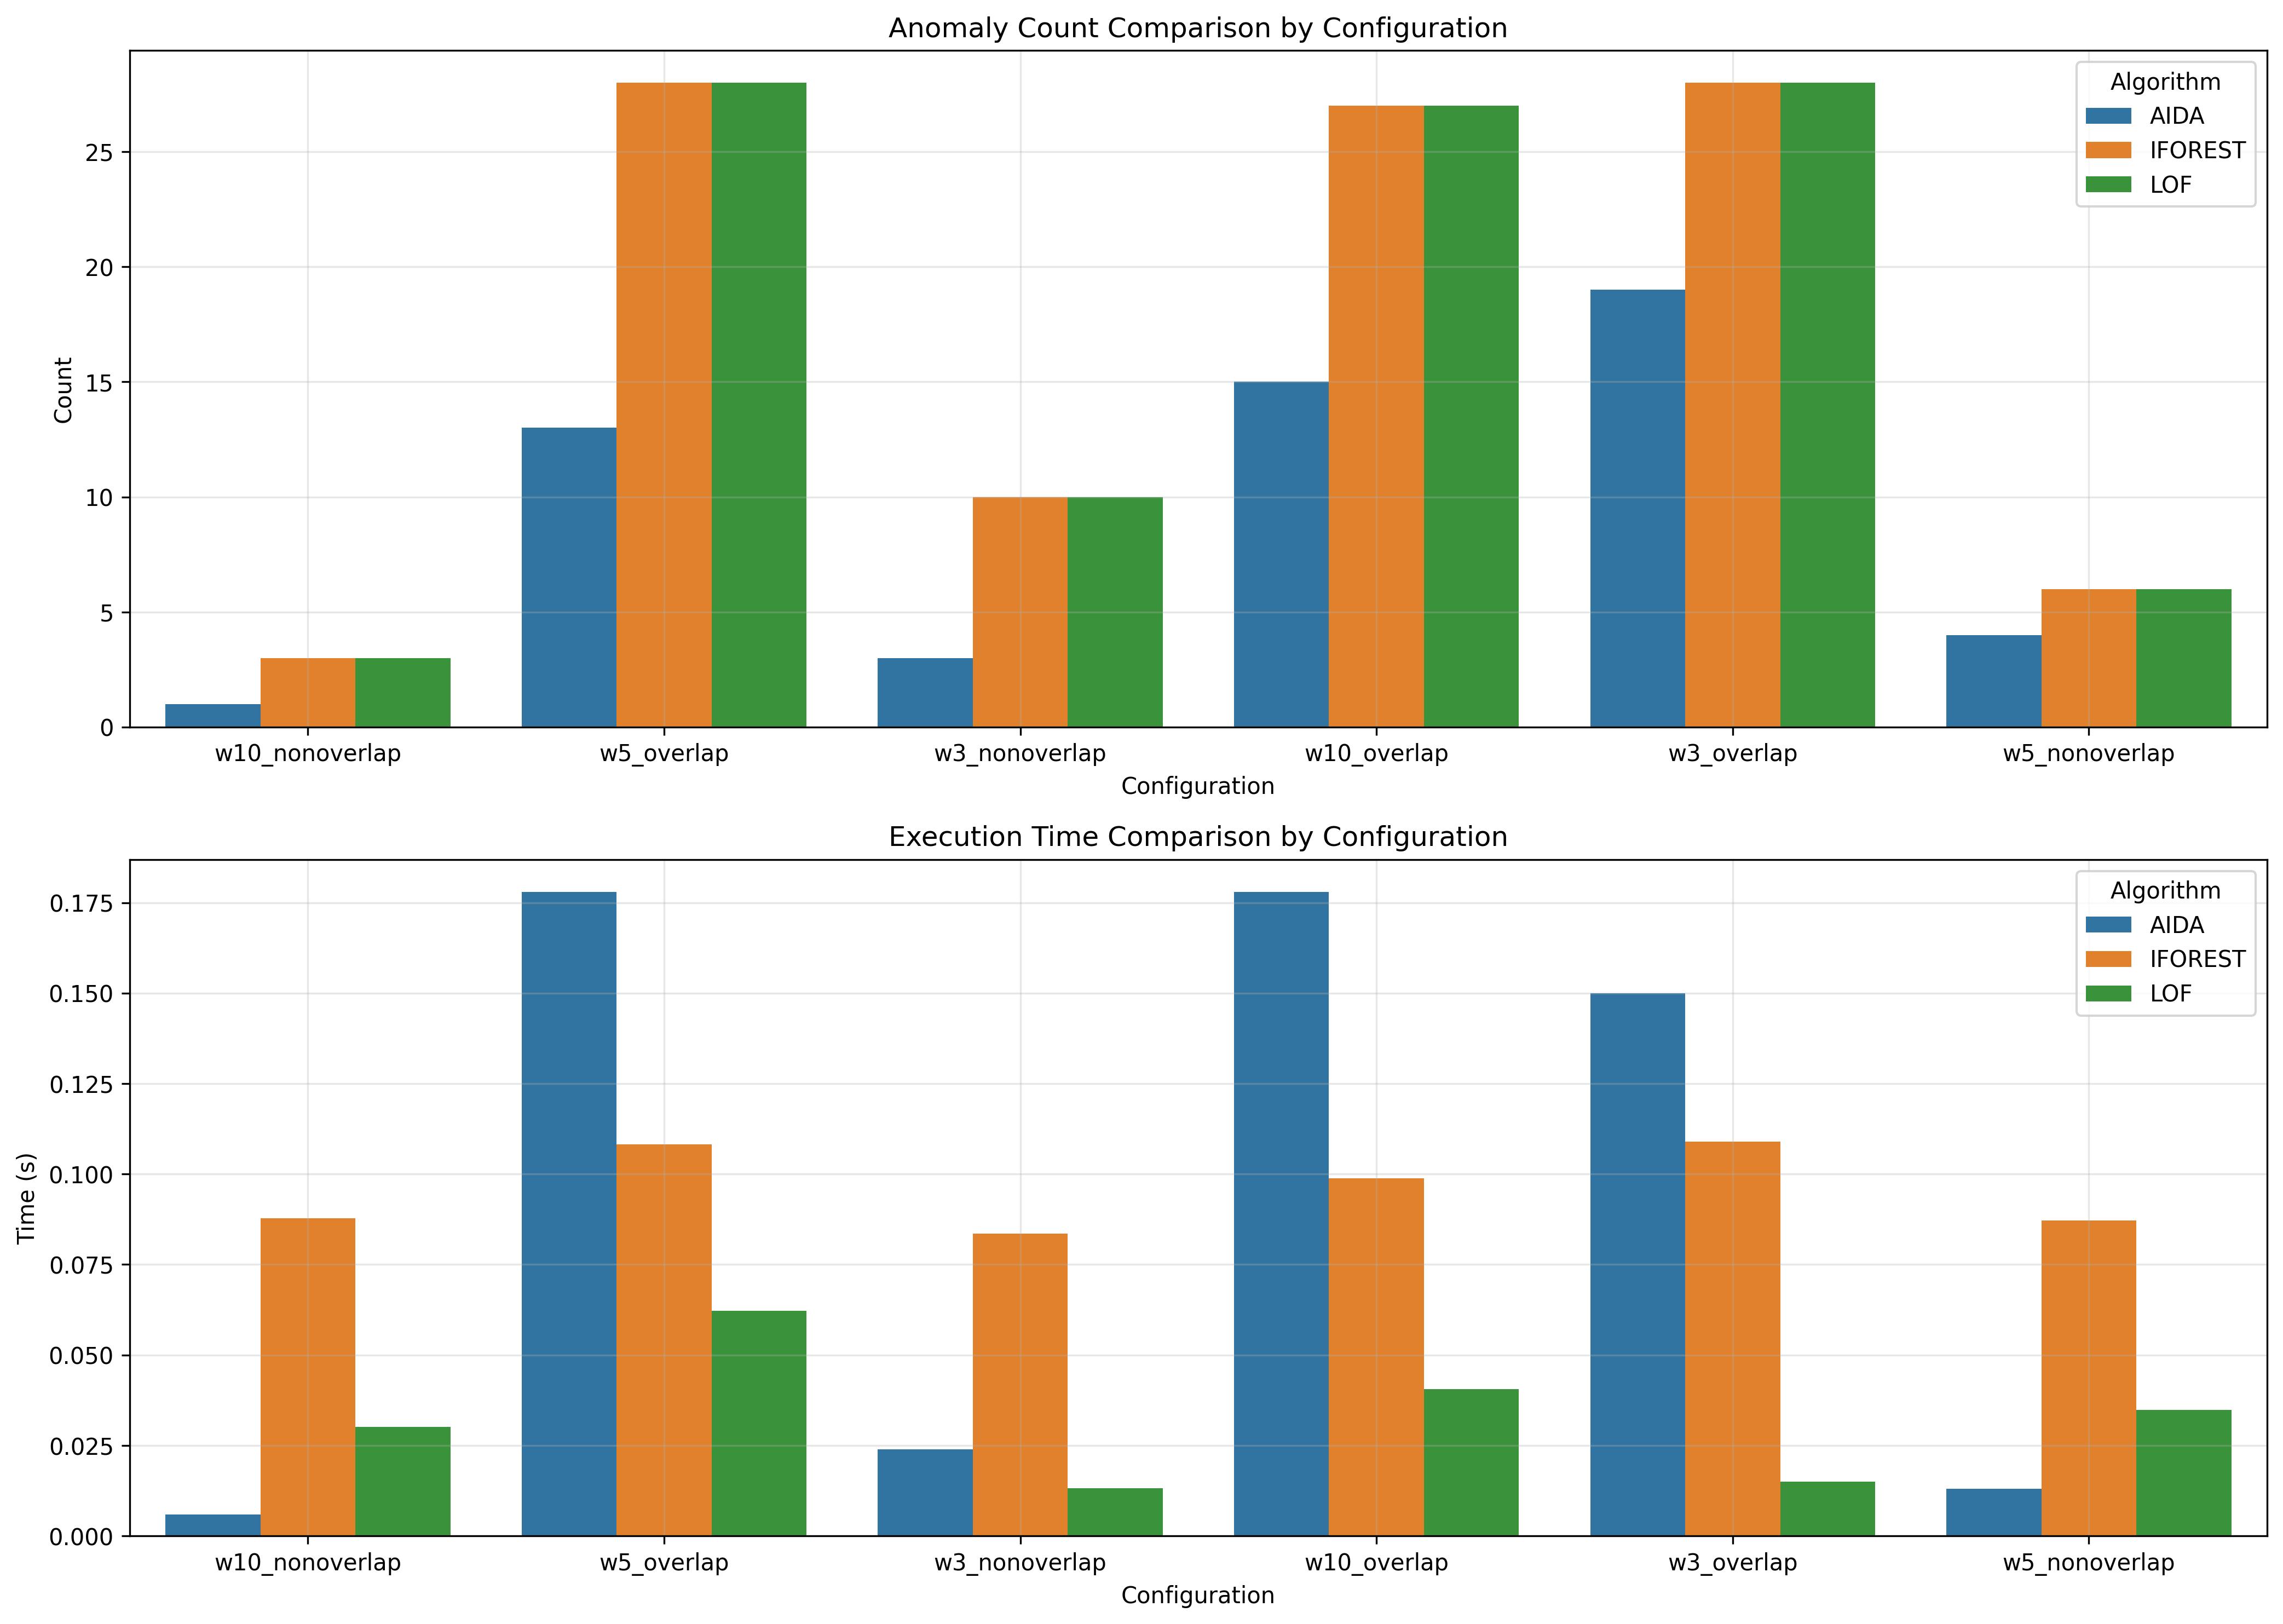 Anomaly Count Comparison by Configuration
Count
25
20
15
10
5
0
Algorithm
AIDA
IFOREST
LOF
w10_nonoverlap w5_overlap w3_nonoverlap w10_overlap w3_overlap w5_nonoverlap
Configuration
Execution Time Comparison by Configuration
Time (s)
0.175
0.150
0.125
0.100
0.075
0.050
0.025
0.000
Algorithm
AIDA
IFOREST
LOF
w10_nonoverlap w5_overlap w3_nonoverlap w10_overlap w3_overlap w5_nonoverlap
Configuration